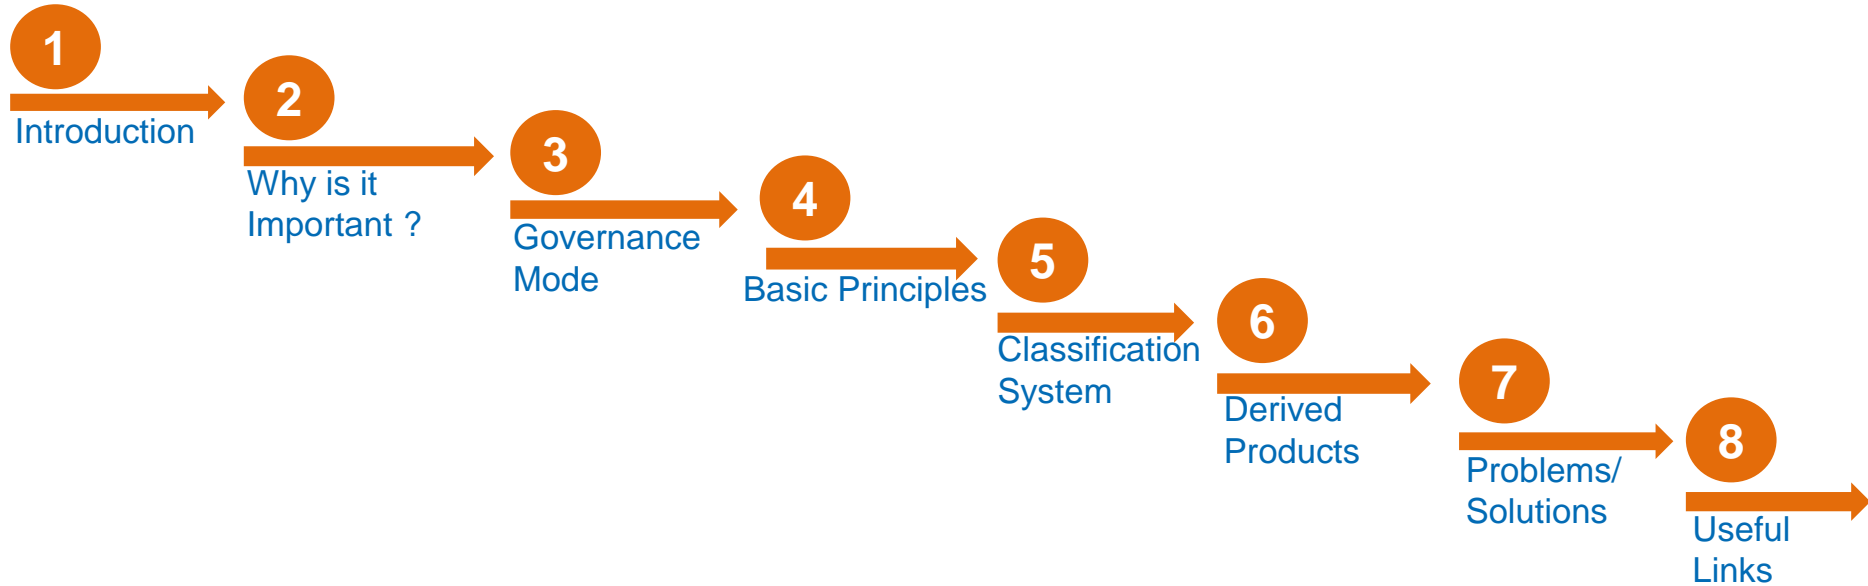 1
Introduction
2
Why is it
Important ?
3
Governance
Mode
4
Basic Principles
5
Classification
System
6
Derived
Products
7
Problems/
Solutions
8
Useful
Links